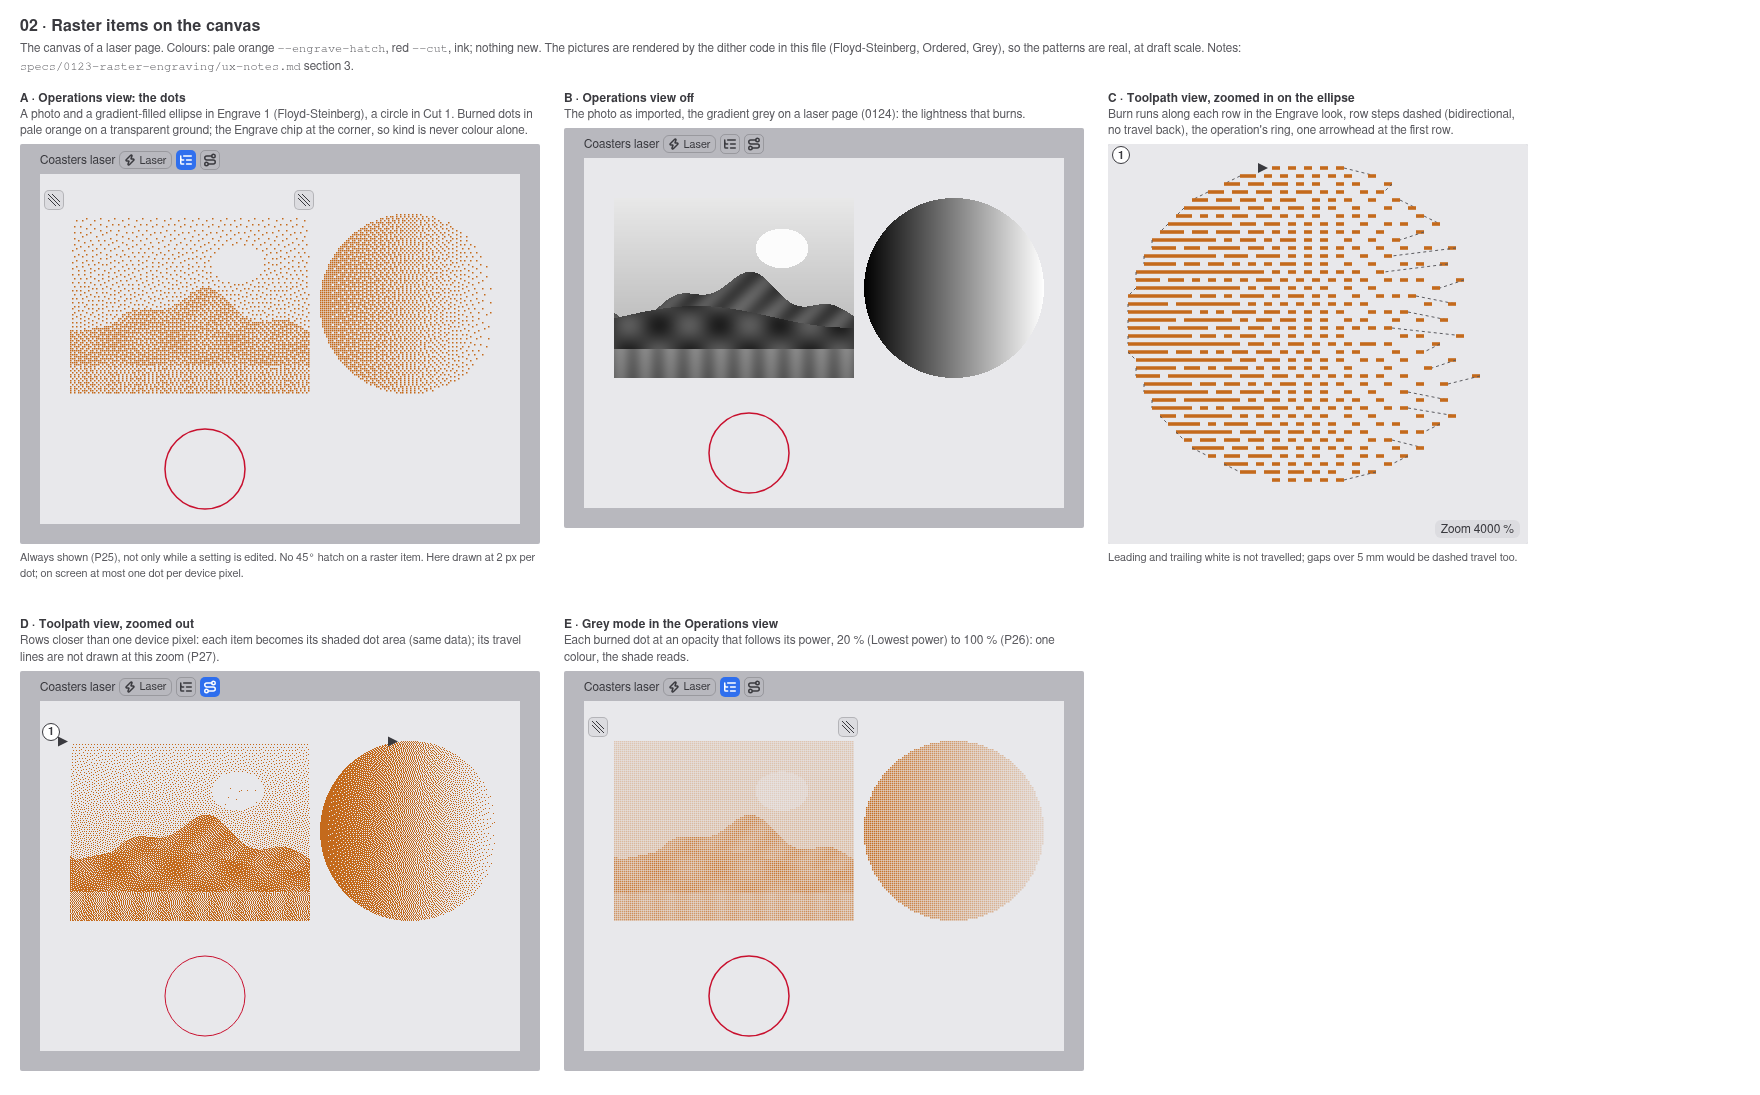 02 · Raster items on the canvas
The canvas of a laser page. Colours: pale orange --engrave-hatch, red --cut, ink; nothing new. The pictures are rendered by the dither code in this file (Floyd-Steinberg, Ordered, Grey), so the patterns are real, at draft scale. Notes:
specs/0123-raster-engraving/ux-notes.md section 3.
A · Operations view: the dots
A photo and a gradient-filled ellipse in Engrave 1 (Floyd-Steinberg), a circle in Cut 1. Burned dots in
pale orange on a transparent ground; the Engrave chip at the corner, so kind is never colour alone.
Coasters laser Laser
Always shown (P25), not only while a setting is edited. No 45° hatch on a raster item. Here drawn at 2 px per
dot; on screen at most one dot per device pixel.
B · Operations view off
The photo as imported, the gradient grey on a laser page (0124): the lightness that burns.
Coasters laser Laser
C · Toolpath view, zoomed in on the ellipse
Burn runs along each row in the Engrave look, row steps dashed (bidirectional,
no travel back), the operation's ring, one arrowhead at the first row.
1
Zoom 4000 %
Leading and trailing white is not travelled; gaps over 5 mm would be dashed travel too.
D · Toolpath view, zoomed out
Rows closer than one device pixel: each item becomes its shaded dot area (same data); its travel
lines are not drawn at this zoom (P27).
Coasters laser Laser
1
E · Grey mode in the Operations view
Each burned dot at an opacity that follows its power, 20 % (Lowest power) to 100 % (P26): one
colour, the shade reads.
Coasters laser Laser